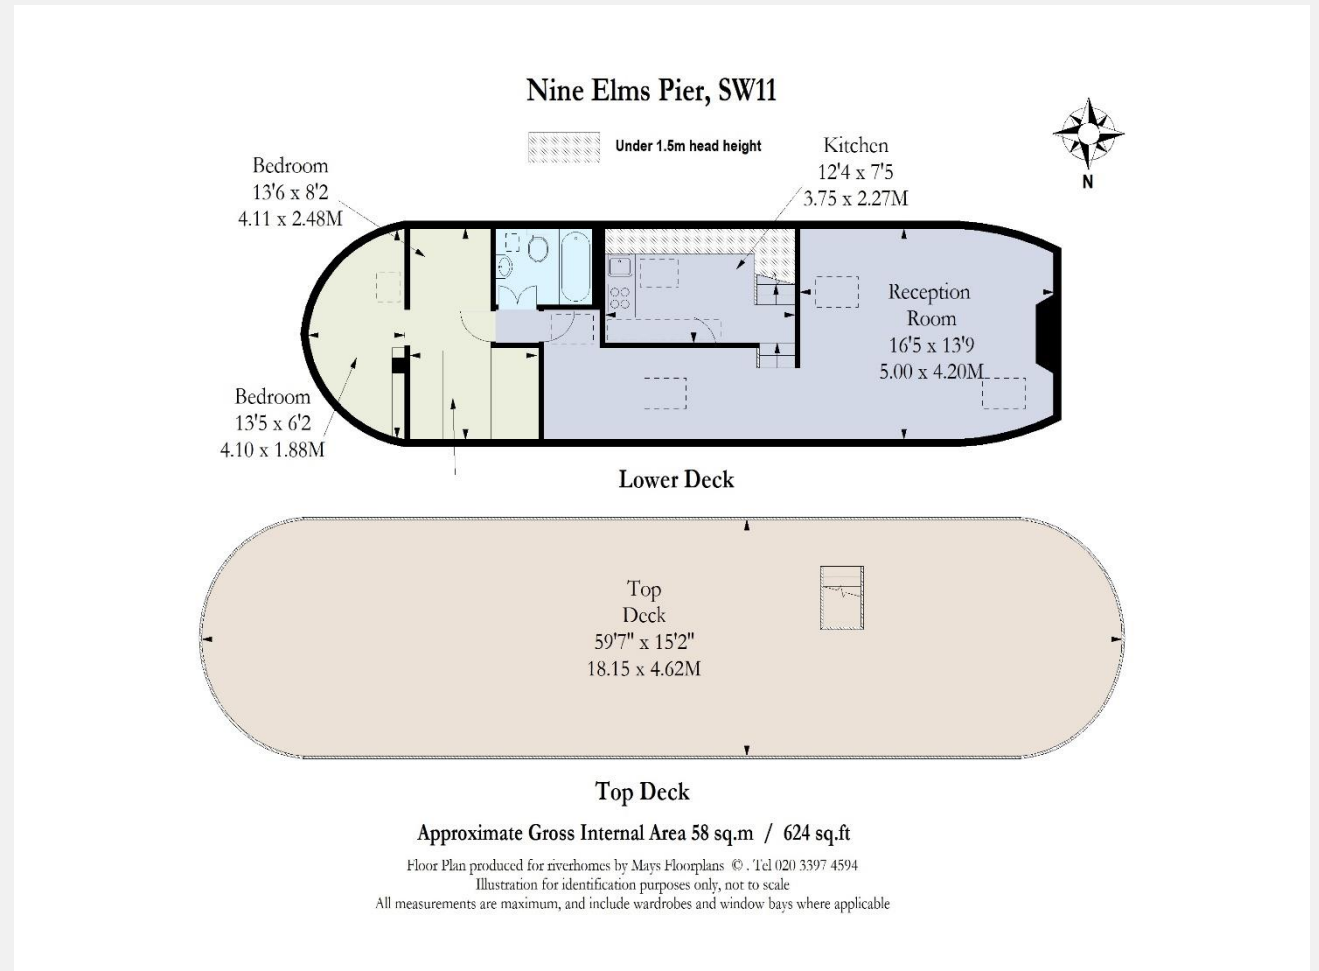 Nine Elms Pier, SW11
Under 1.5m head height
N
Bedroom
13'6 x 8'2
4.11 x 2.48M
Kitchen
12'4 x 7'5
3.75 x 2.27M
Reception
Room
16'5 x 13'9
5.00 x 4.20M
Bedroom
13'5 x 6'2
4.10 x 1.88M
Lower Deck
Top
Deck
59'7" x 15'2"
18.15 x 4.62M
Top Deck
Approximate Gross Internal Area 58 sq.m / 624 sq.ft
Floor Plan produced for riverhomes by Mays Floorplans © . Tel 020 3397 4594
Illustration for identification purposes only, not to scale
All measurements are maximum, and include wardrobes and window bays where applicable